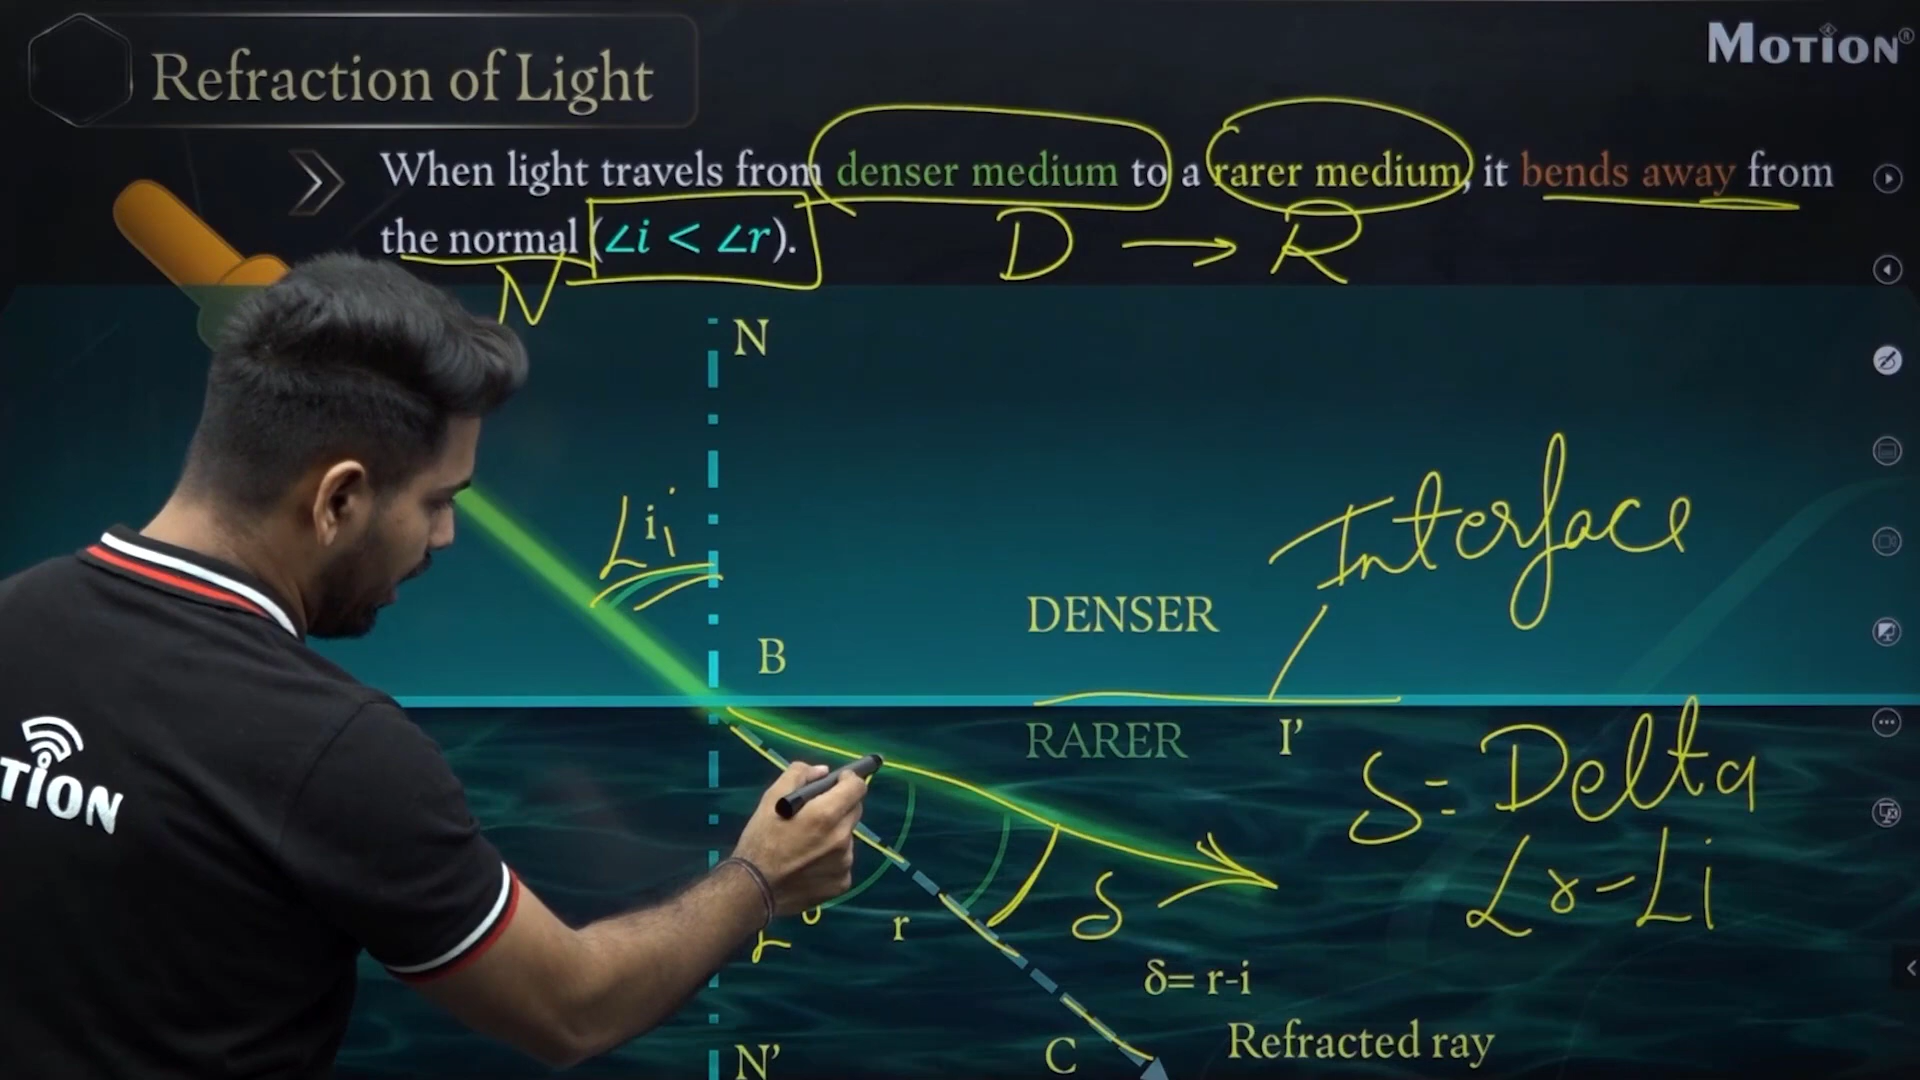 MOTION®
Refraction of Light
When light travels from denser medium to a rarer medium, it bends away from
the normal (∠i < ∠r).
D → R
N
N
∠i
i
Interface
B
DENSER
RARER
I’
δ = Delta
∠r - ∠i
TION
∠
r
δ
δ= r-i
Refracted ray
C
N’